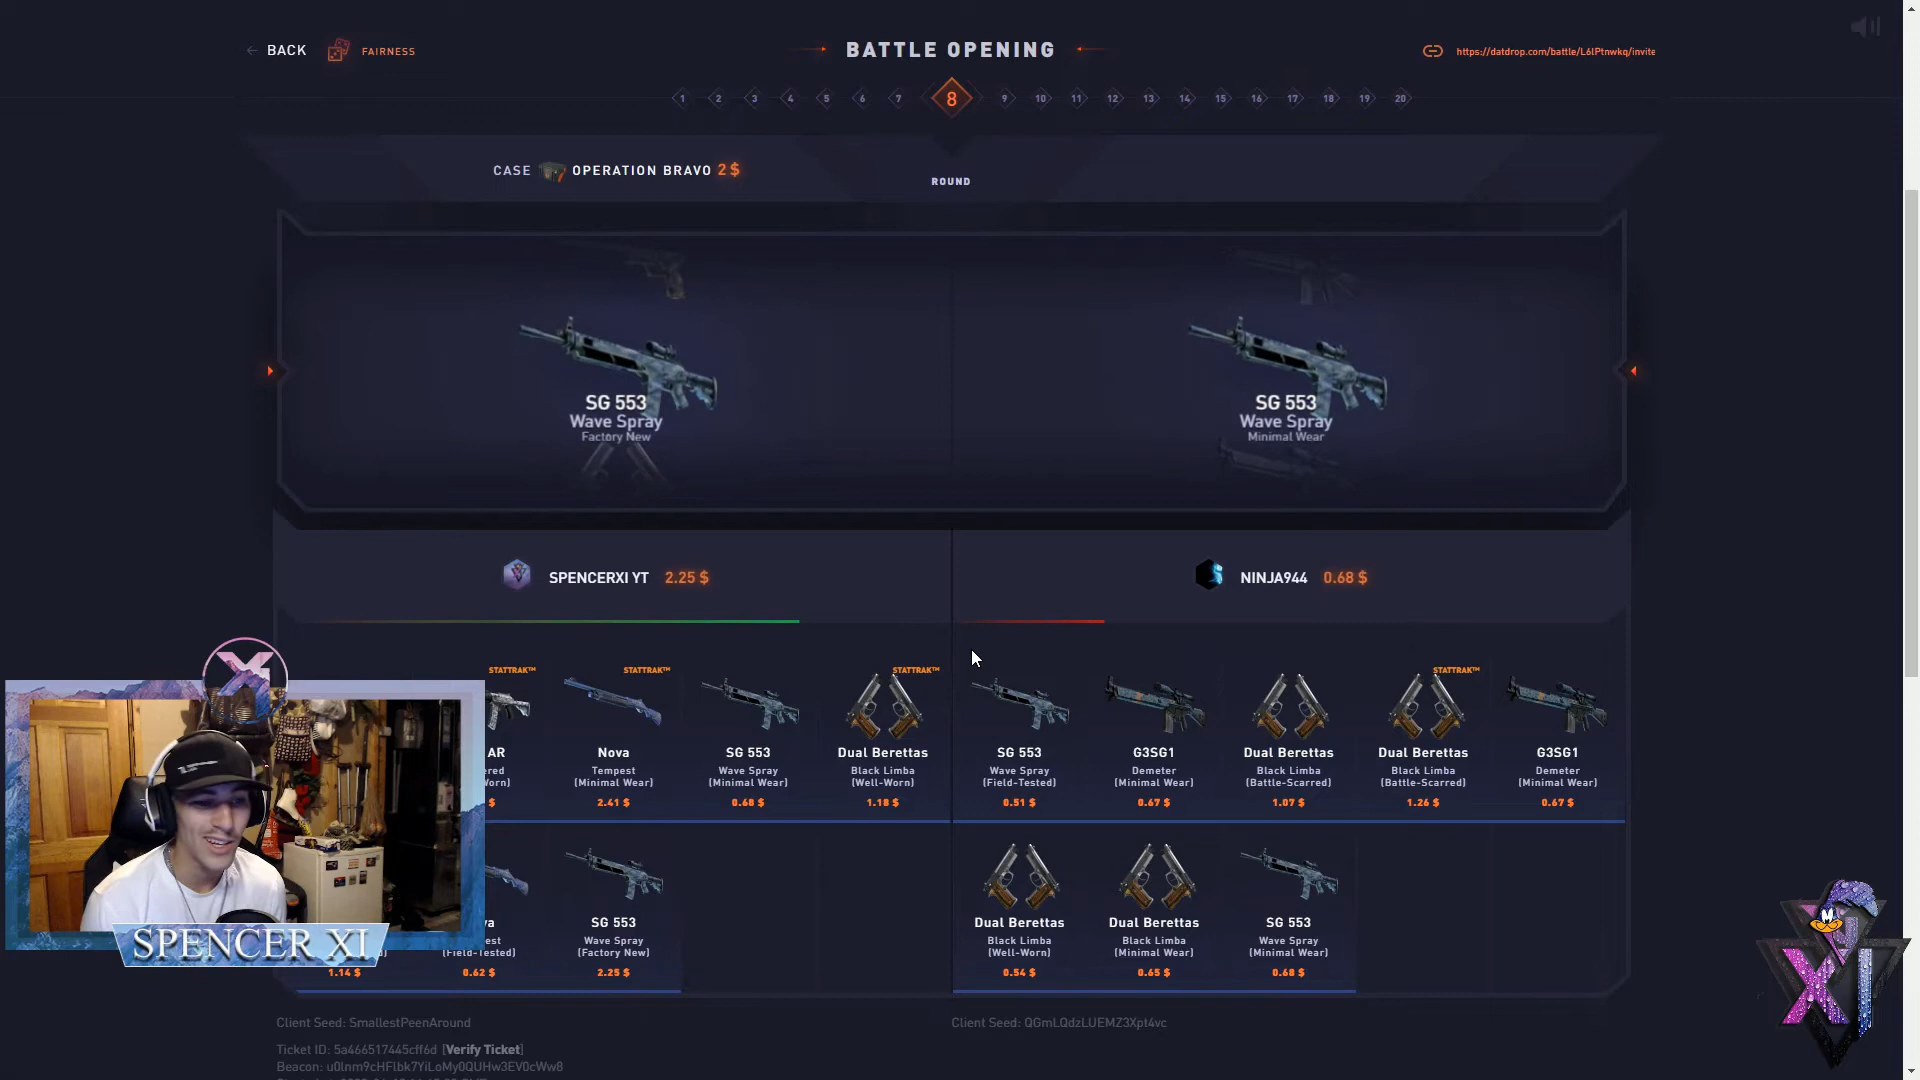 BACK
FAIRNESS
BATTLE OPENING
https://datdrop.com/battle/L6lPtnwkq/invite
1 2 3 4 5 6 7 8 9 10 11 12 13 14 15 16 17 18 19 20
CASE OPERATION BRAVO 2 $
ROUND
SG 553
Wave Spray
Factory New
SG 553
Wave Spray
Minimal Wear
SPENCERXI YT 2.25 $
NINJA944 0.68 $
STATTRAK™ STATTRAK™ STATTRAK™ STATTRAK™
AR Nova SG 553 Dual Berettas SG 553 G3SG1 Dual Berettas Dual Berettas G3SG1
ered Tempest Wave Spray Black Limba Wave Spray Demeter Black Limba Black Limba Demeter
Worn) (Minimal Wear) (Minimal Wear) (Well-Worn) (Field-Tested) (Minimal Wear) (Battle-Scarred) (Battle-Scarred) (Minimal Wear)
$ 2.41 $ 0.68 $ 1.18 $ 0.51 $ 0.67 $ 1.07 $ 1.26 $ 0.67 $
va SG 553 Dual Berettas Dual Berettas SG 553
est Wave Spray Black Limba Black Limba Wave Spray
(Field-Tested) (Factory New) (Well-Worn) (Minimal Wear) (Minimal Wear)
1.14 $ 0.62 $ 2.25 $ 0.54 $ 0.65 $ 0.68 $
SPENCER XI
XI
Client Seed: SmallestPeenAround
Client Seed: QGmLQdzLUEMZ3Xpt4vc
Ticket ID: 5a466517445cff6d [Verify Ticket]
Beacon: u0lnm9cHFlbk7YiLoMy0QUHw3EV0cWw8